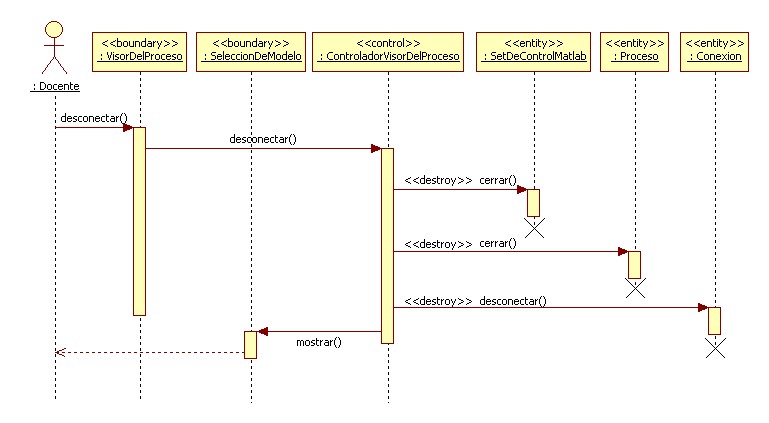 <<boundary>>
: VisorDelProceso
<<boundary>>
: SeleccionDeModelo
<<control>>
: ControladorVisorDelProceso
<<entity>>
: SetDeControlMatlab
<<entity>>
: Proceso
<<entity>>
: Conexion
: Docente
desconectar()
desconectar()
<<destroy>> cerrar()
<<destroy>> cerrar()
<<destroy>> desconectar()
mostrar()